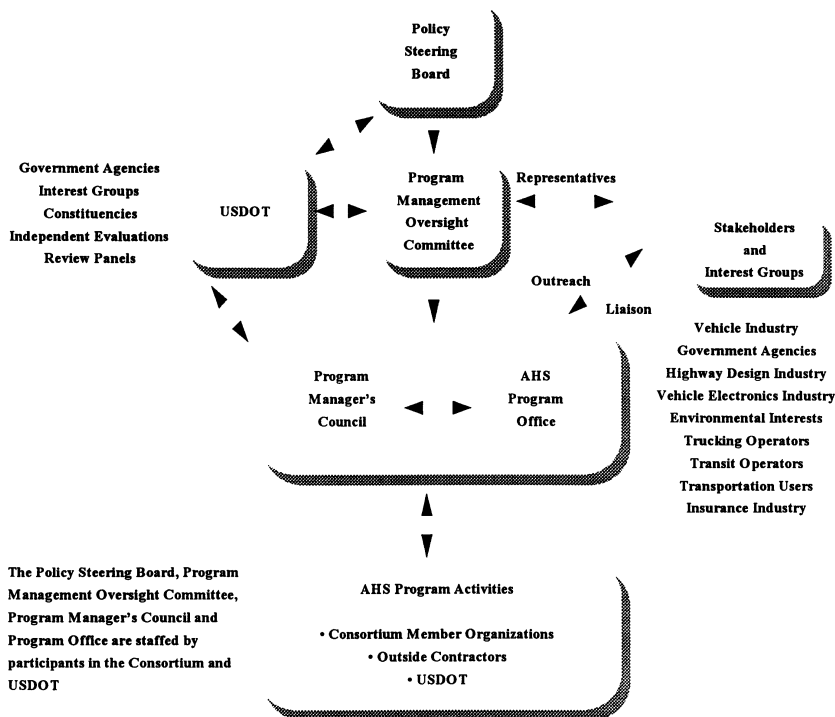 Policy
Steering
Board
Government Agencies
Interest Groups
Constituencies
Independent Evaluations
Review Panels
USDOT
Program
Management
Oversight
Committee
Representatives
Stakeholders
and
Interest Groups
Outreach
Liaison
Vehicle Industry
Government Agencies
Highway Design Industry
Vehicle Electronics Industry
Environmental Interests
Trucking Operators
Transit Operators
Transportation Users
Insurance Industry
Program
Manager's
Council
AHS
Program
Office
The Policy Steering Board, Program
Management Oversight Committee,
Program Manager's Council and
Program Office are staffed by
participants in the Consortium and
USDOT
AHS Program Activities
• Consortium Member Organizations
• Outside Contractors
• USDOT